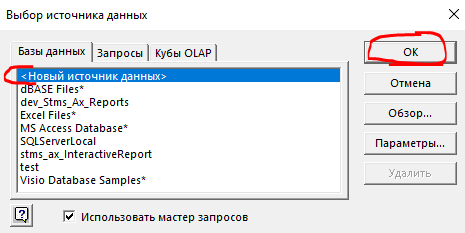 Выбор источника данных
Базы данных Запросы Кубы OLAP
<Новый источник данных>
dBASE Files*
dev_Stms_Ax_Reports
Excel Files*
MS Access Database*
SQLServerLocal
stms_ax_InteractiveReport
test
Visio Database Samples*
OK
Отмена
Обзор...
Параметры...
Удалить
? Использовать мастер запросов